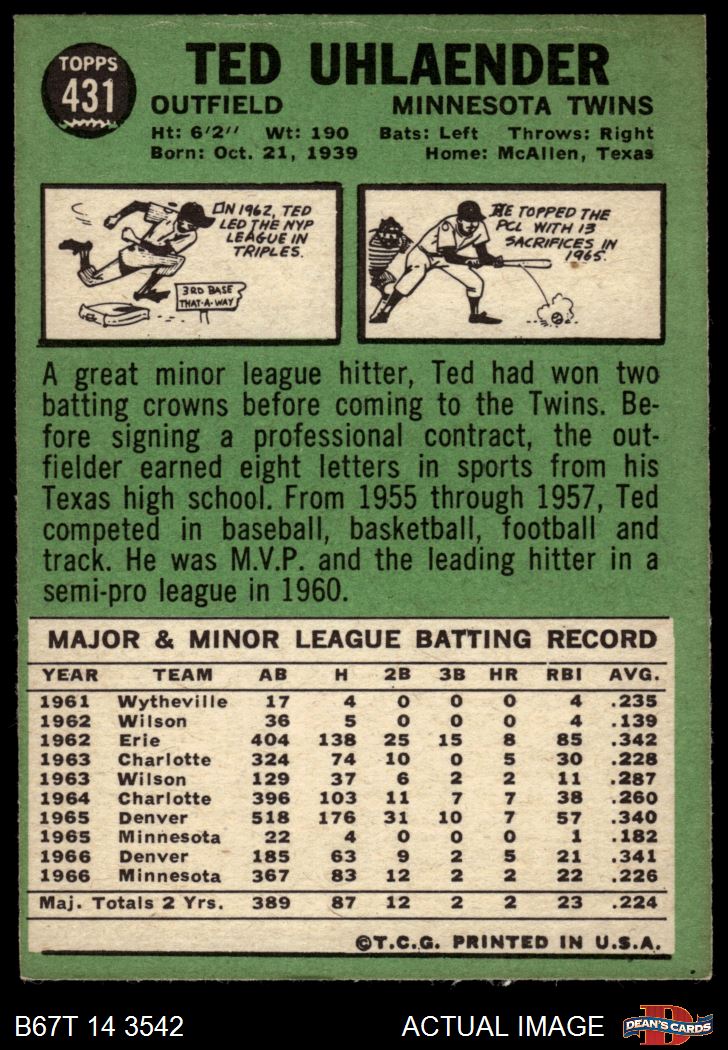 TOPPS
431
TED UHLAENDER
OUTFIELD MINNESOTA TWINS
Ht: 6'2'' Wt: 190 Bats: Left Throws: Right
Born: Oct. 21, 1939 Home: McAllen, Texas
ON 1962, TED
LED THE NYP
LEAGUE IN
TRIPLES.
3RD BASE
THAT-A-WAY
HE TOPPED THE
PCL WITH 13
SACRIFICES IN
1965.
A great minor league hitter, Ted had won two
batting crowns before coming to the Twins. Be-
fore signing a professional contract, the out-
fielder earned eight letters in sports from his
Texas high school. From 1955 through 1957, Ted
competed in baseball, basketball, football and
track. He was M.V.P. and the leading hitter in a
semi-pro league in 1960.
MAJOR & MINOR LEAGUE BATTING RECORD
YEAR TEAM AB H 2B 3B HR RBI AVG.
1961 Wytheville 17 4 0 0 0 4 .235
1962 Wilson 36 5 0 0 0 4 .139
1962 Erie 404 138 25 15 8 85 .342
1963 Charlotte 324 74 10 0 5 30 .228
1963 Wilson 129 37 6 2 2 11 .287
1964 Charlotte 396 103 11 7 7 38 .260
1965 Denver 518 176 31 10 7 57 .340
1965 Minnesota 22 4 0 0 0 1 .182
1966 Denver 185 63 9 2 5 21 .341
1966 Minnesota 367 83 12 2 2 22 .226
Maj. Totals 2 Yrs. 389 87 12 2 2 23 .224
©T.C.G. PRINTED IN U.S.A.
B67T 14 3542 ACTUAL IMAGE
D
DEAN'S CARDS